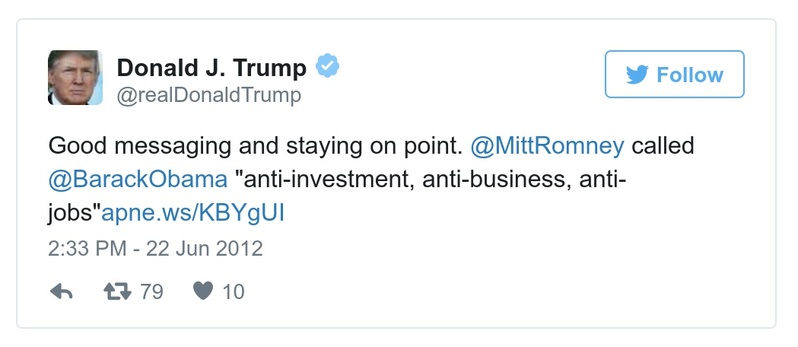 Donald J. Trump
@realDonaldTrump
Follow
Good messaging and staying on point. @MittRomney called
@BarackObama "anti-investment, anti-business, anti-
jobs"apne.ws/KBYgUI
2:33 PM - 22 Jun 2012
79
10